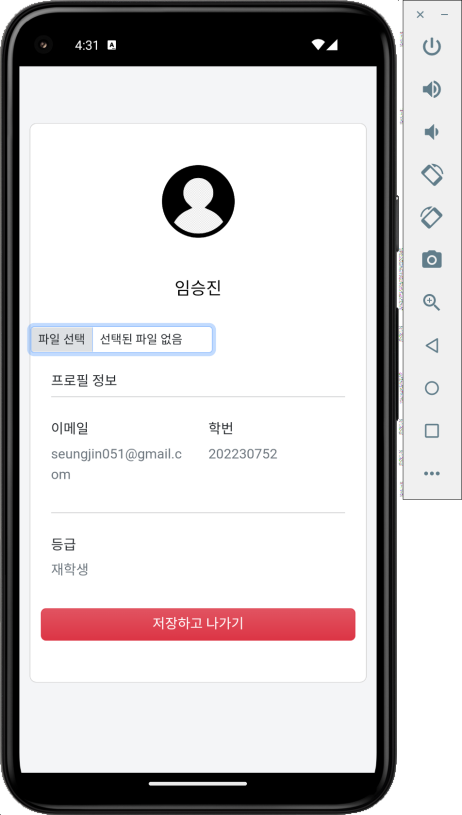 4:31
임승진
파일 선택 선택된 파일 없음
프로필 정보
이메일 학번
seungjin051@gmail.c 202230752
om
등급
재학생
저장하고 나가기